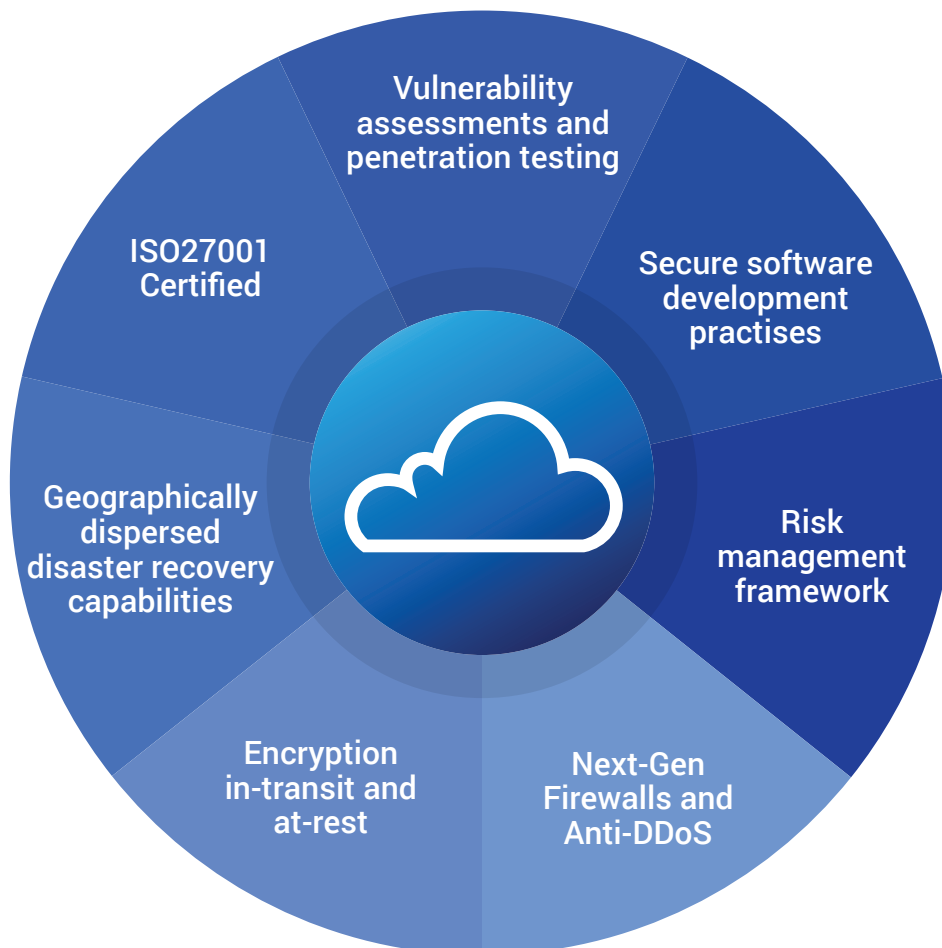 Vulnerability
assessments and
penetration testing
Secure software
development
practises
Risk
management
framework
Next-Gen
Firewalls and
Anti-DDoS
Encryption
in-transit and
at-rest
Geographically
dispersed
disaster recovery
capabilities
ISO27001
Certified